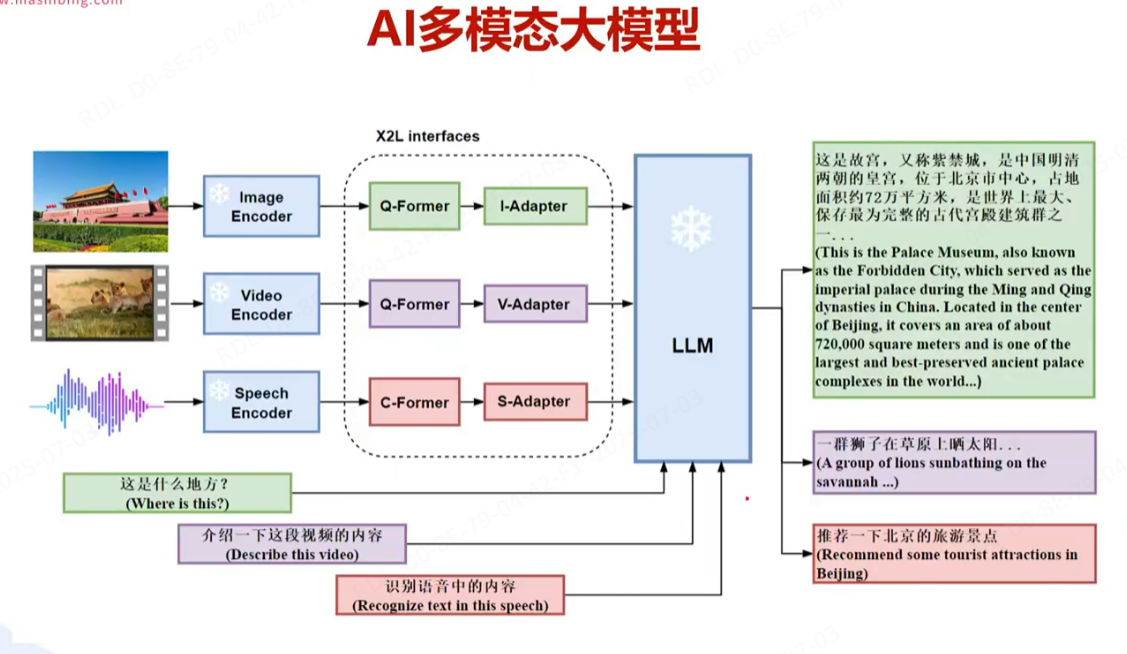 AI多模态大模型
X2L interfaces
Image
Encoder
Q-Former
I-Adapter
Video
Encoder
Q-Former
V-Adapter
Speech
Encoder
C-Former
S-Adapter
LLM
这是什么地方？
(Where is this?)
介绍一下这段视频的内容
(Describe this video)
识别语音中的内容
(Recognize text in this speech)
这是故宫，又称紫禁城，是中国明清
两朝的皇宫，位于北京市中心，占地
面积约72万平方米，是世界上最大、
保存最为完整的古代宫殿建筑群之
一...
(This is the Palace Museum, also known
as the Forbidden City, which served as the
imperial palace during the Ming and Qing
dynasties in China. Located in the center
of Beijing, it covers an area of about
720,000 square meters and is one of the
largest and best-preserved ancient palace
complexes in the world...)
一群狮子在草原上晒太阳...
(A group of lions sunbathing on the
savannah ...)
推荐一下北京的旅游景点
(Recommend some tourist attractions in
Beijing)